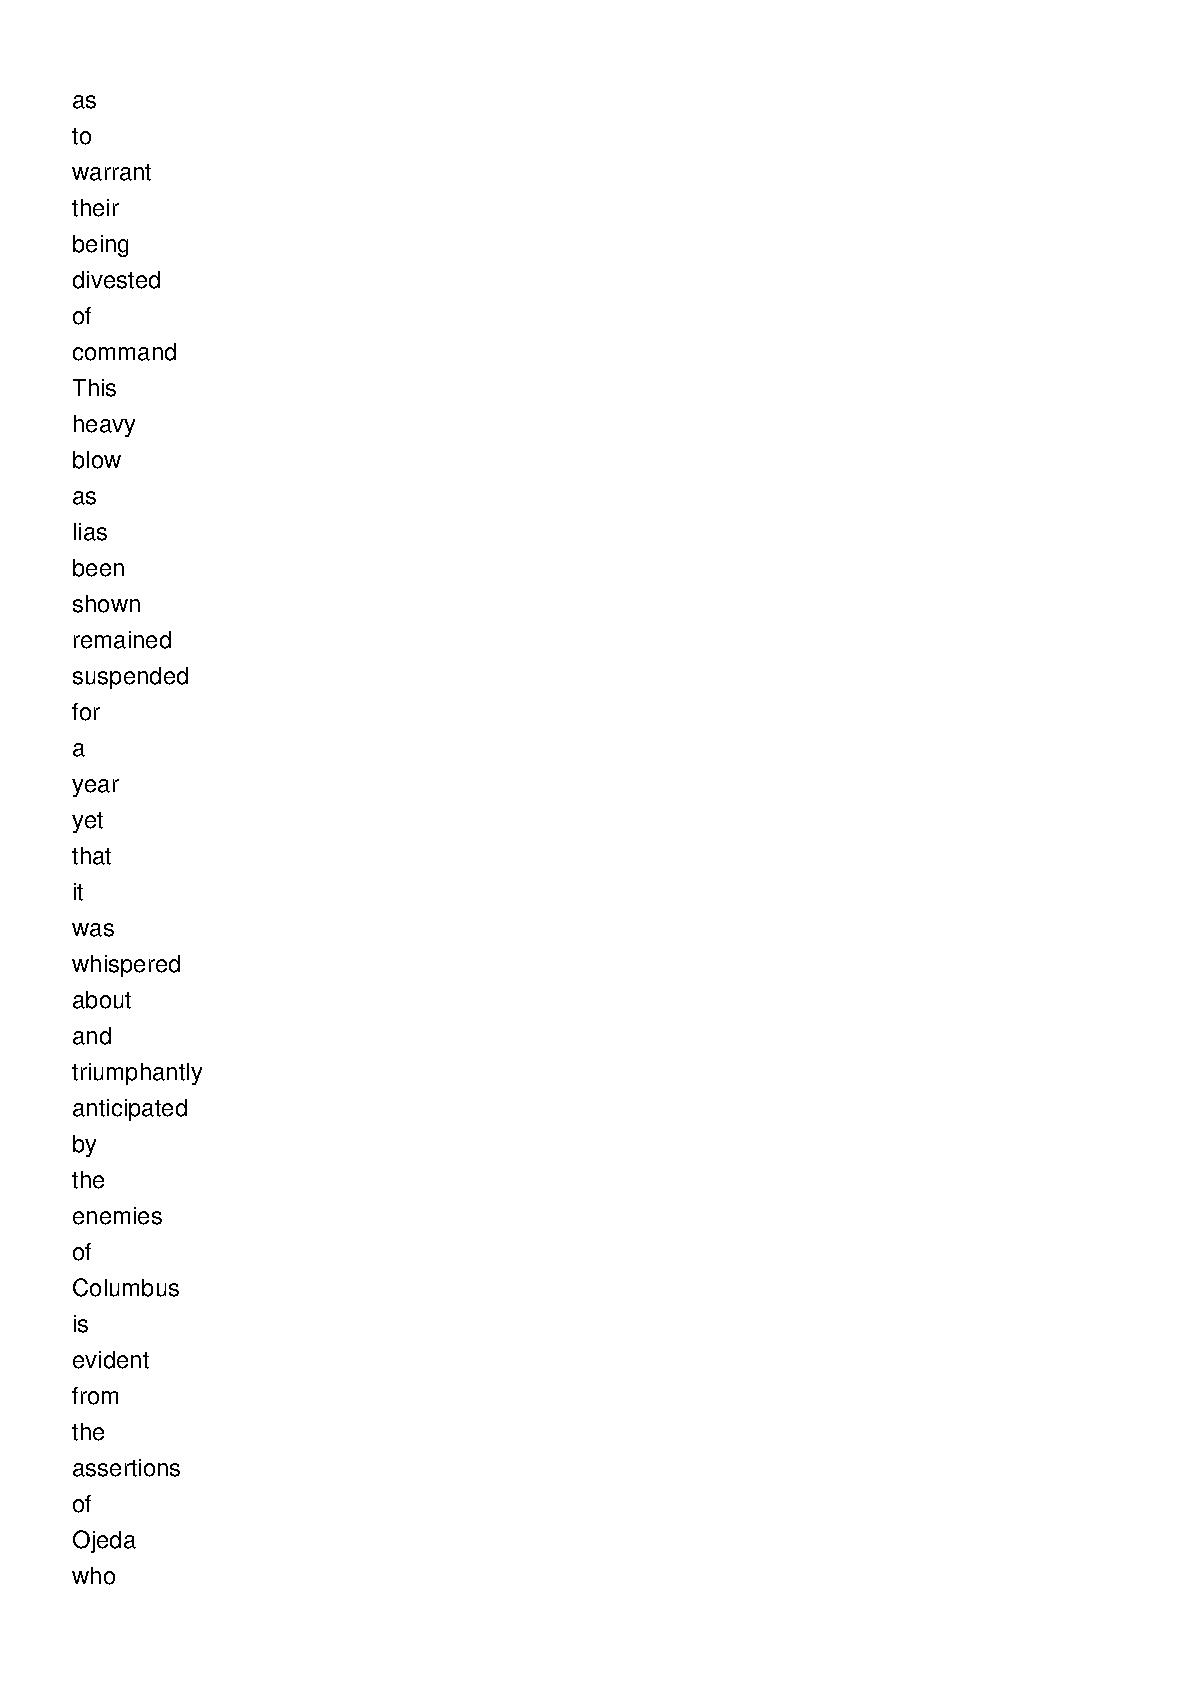 as
to
warrant
their
being
divested
of
command
This
heavy
blow
as
lias
been
shown
remained
suspended
for
a
year
yet
that
it
was
whispered
about
and
triumphantly
anticipated
by
the
enemies
of
Columbus
is
evident
from
the
assertions
of
Ojeda
who